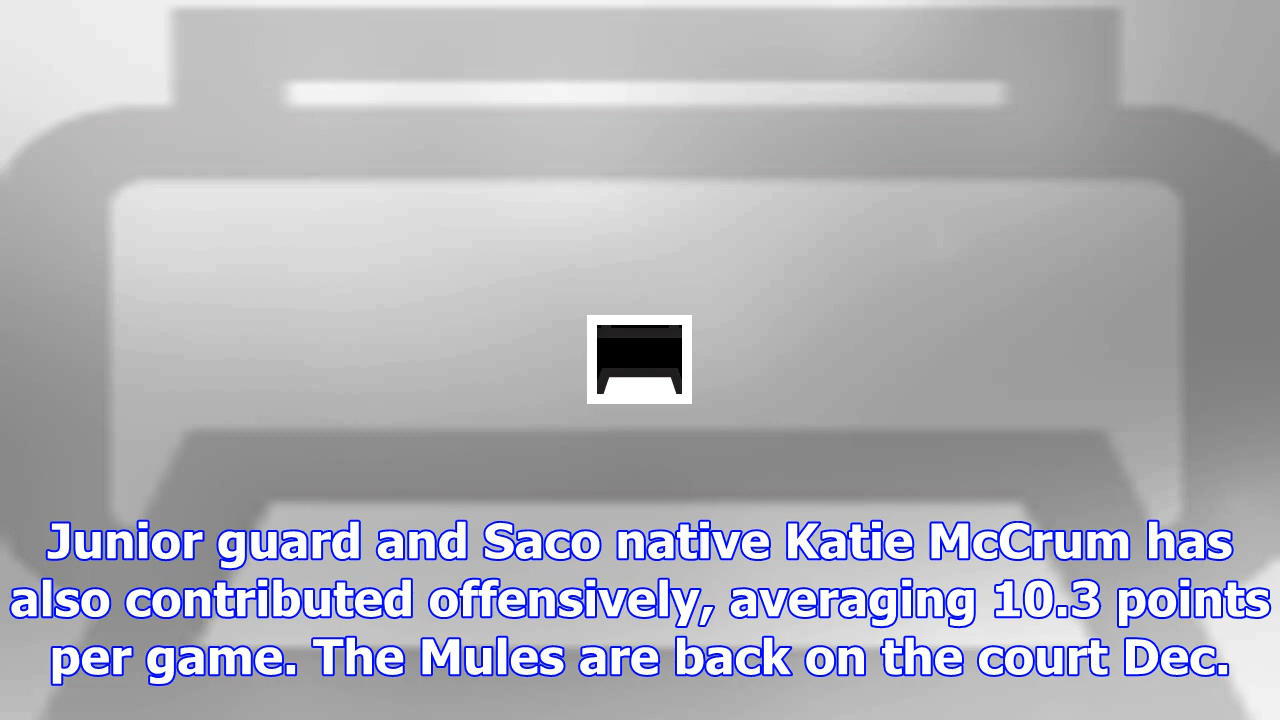 Junior guard and Saco native Katie McCrum has
also contributed offensively, averaging 10.3 points
per game. The Mules are back on the court Dec.